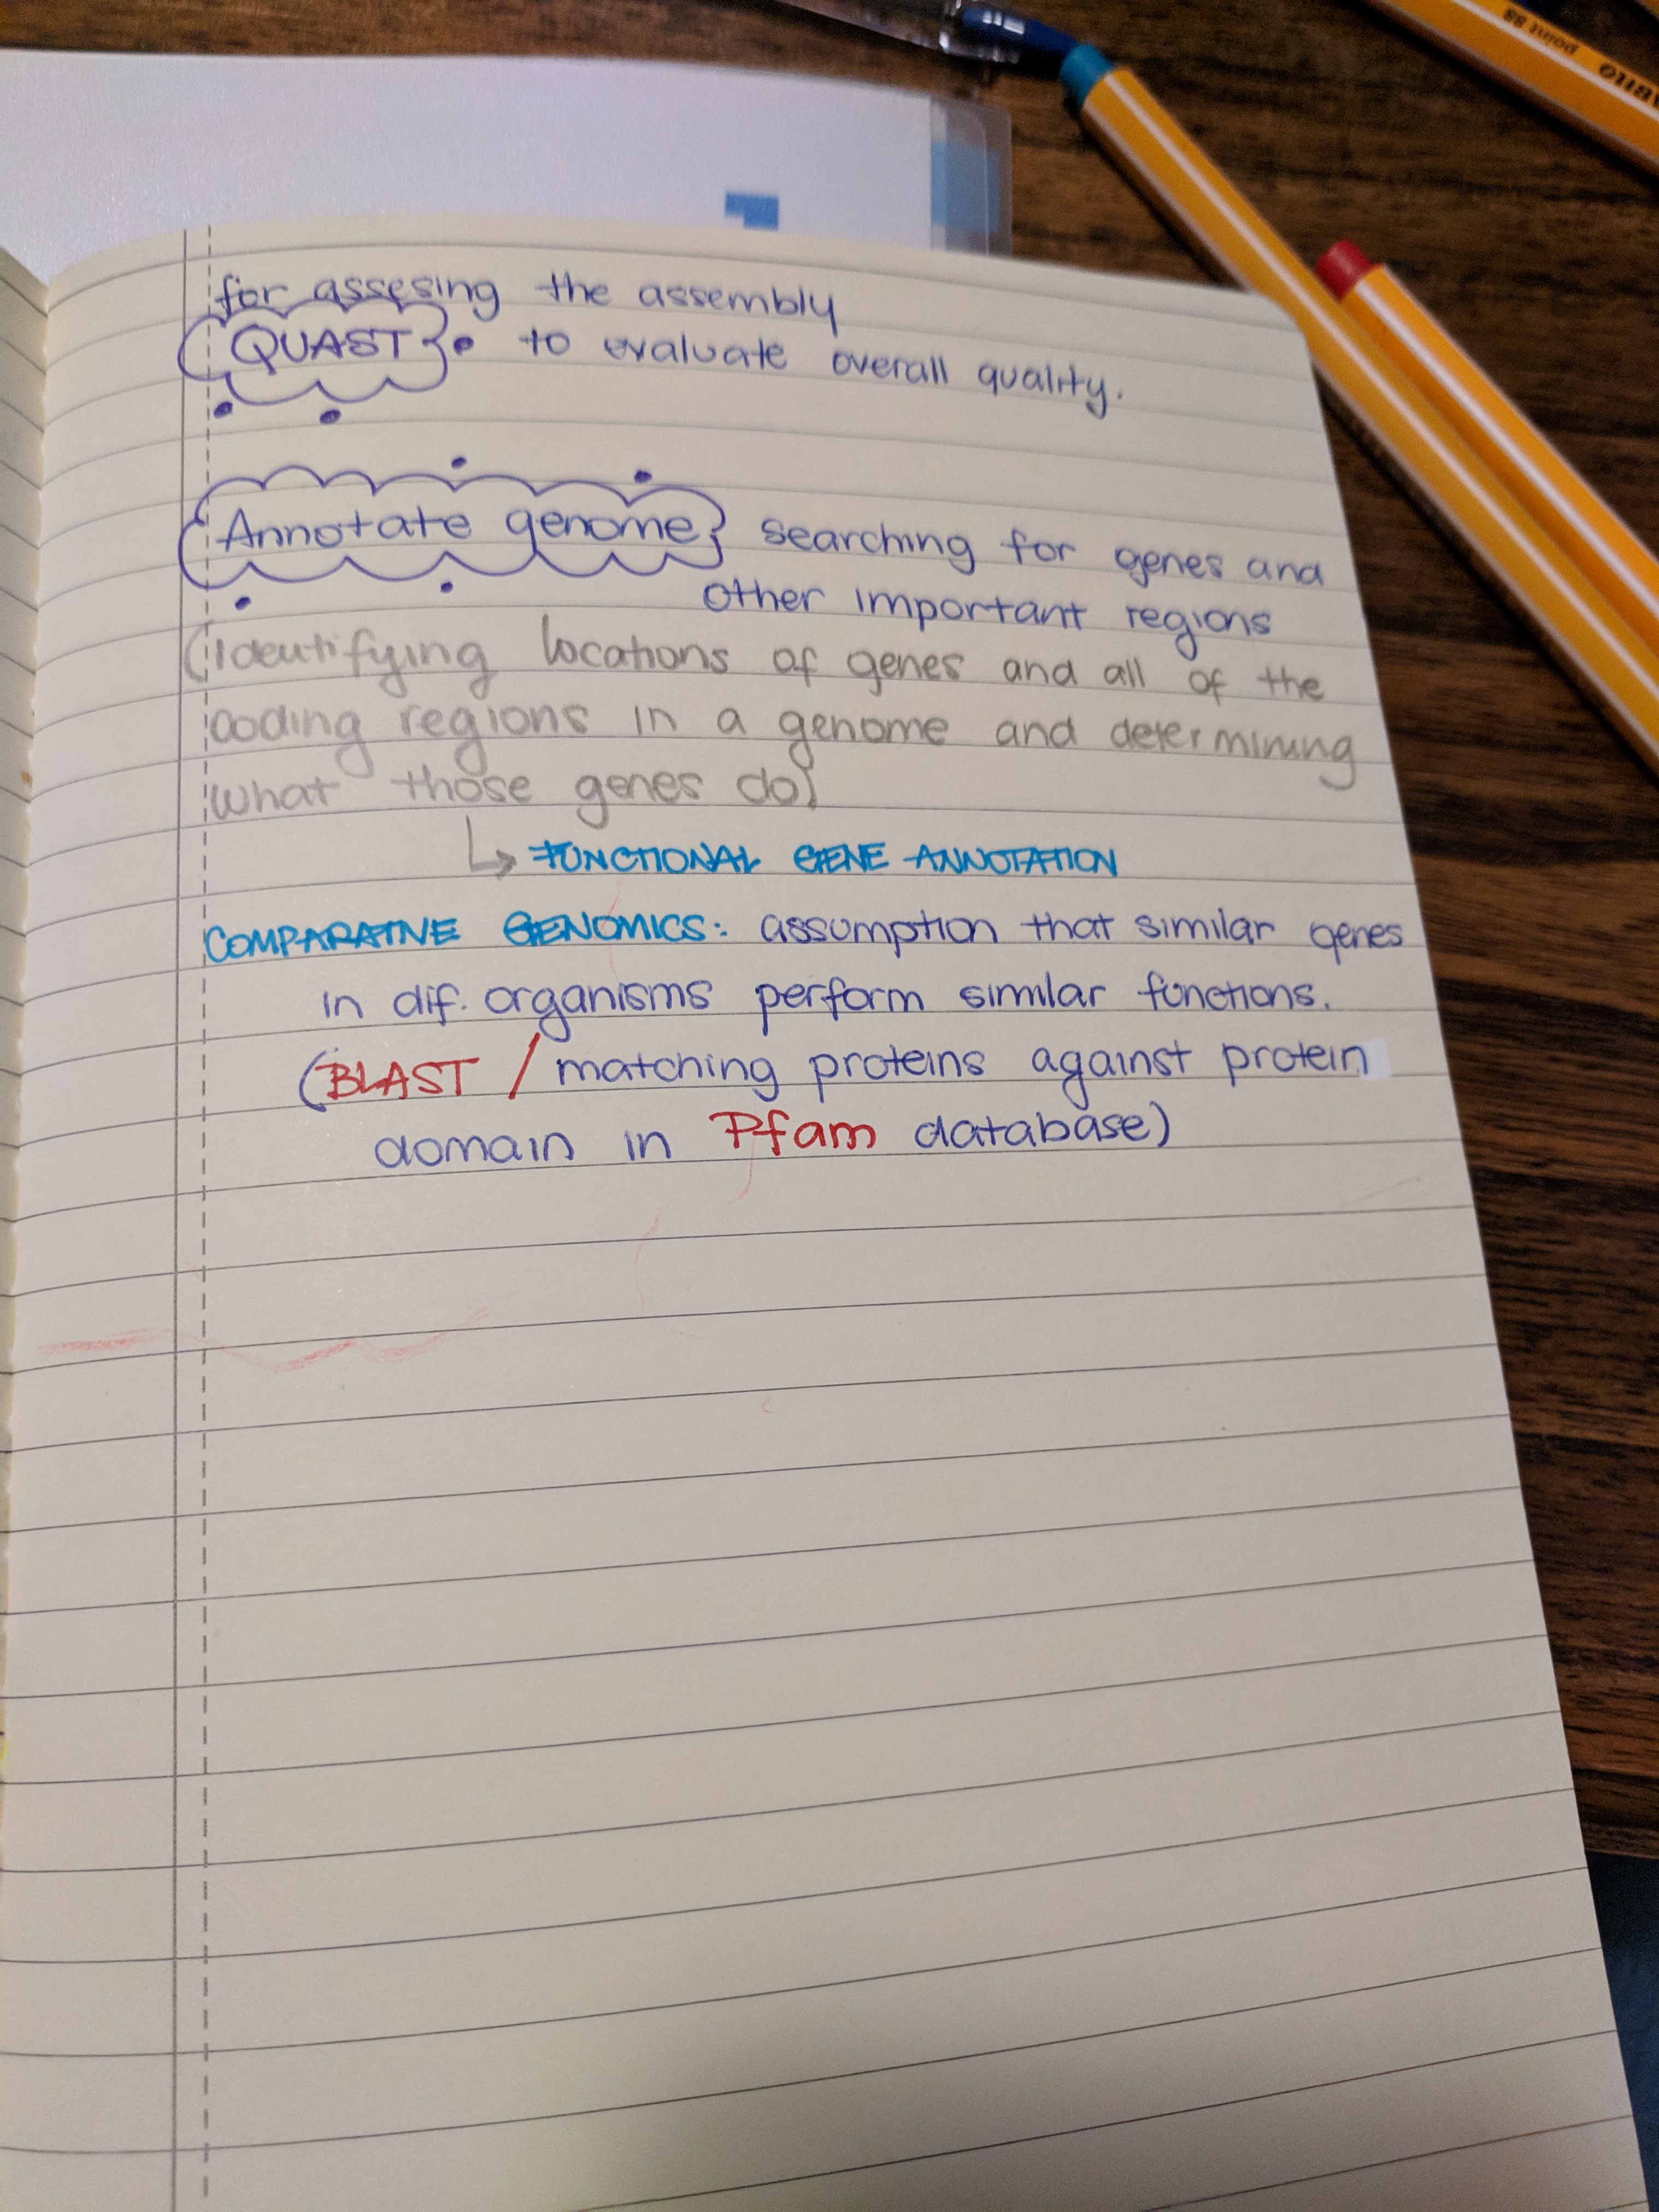 for assesing the assembly
QUAST to evaluate overall quality.
Annotate genome searching for genes and
other important regions
(Identifying locations of genes and all of the
coding regions in a genome and determining
what those genes do)
↳ FUNCTIONAL GENE ANNOTATION
COMPARATIVE GENOMICS: assumption that similar genes
in dif. organisms perform similar functions.
(BLAST / matching proteins against protein
domain in Pfam database)
point 88